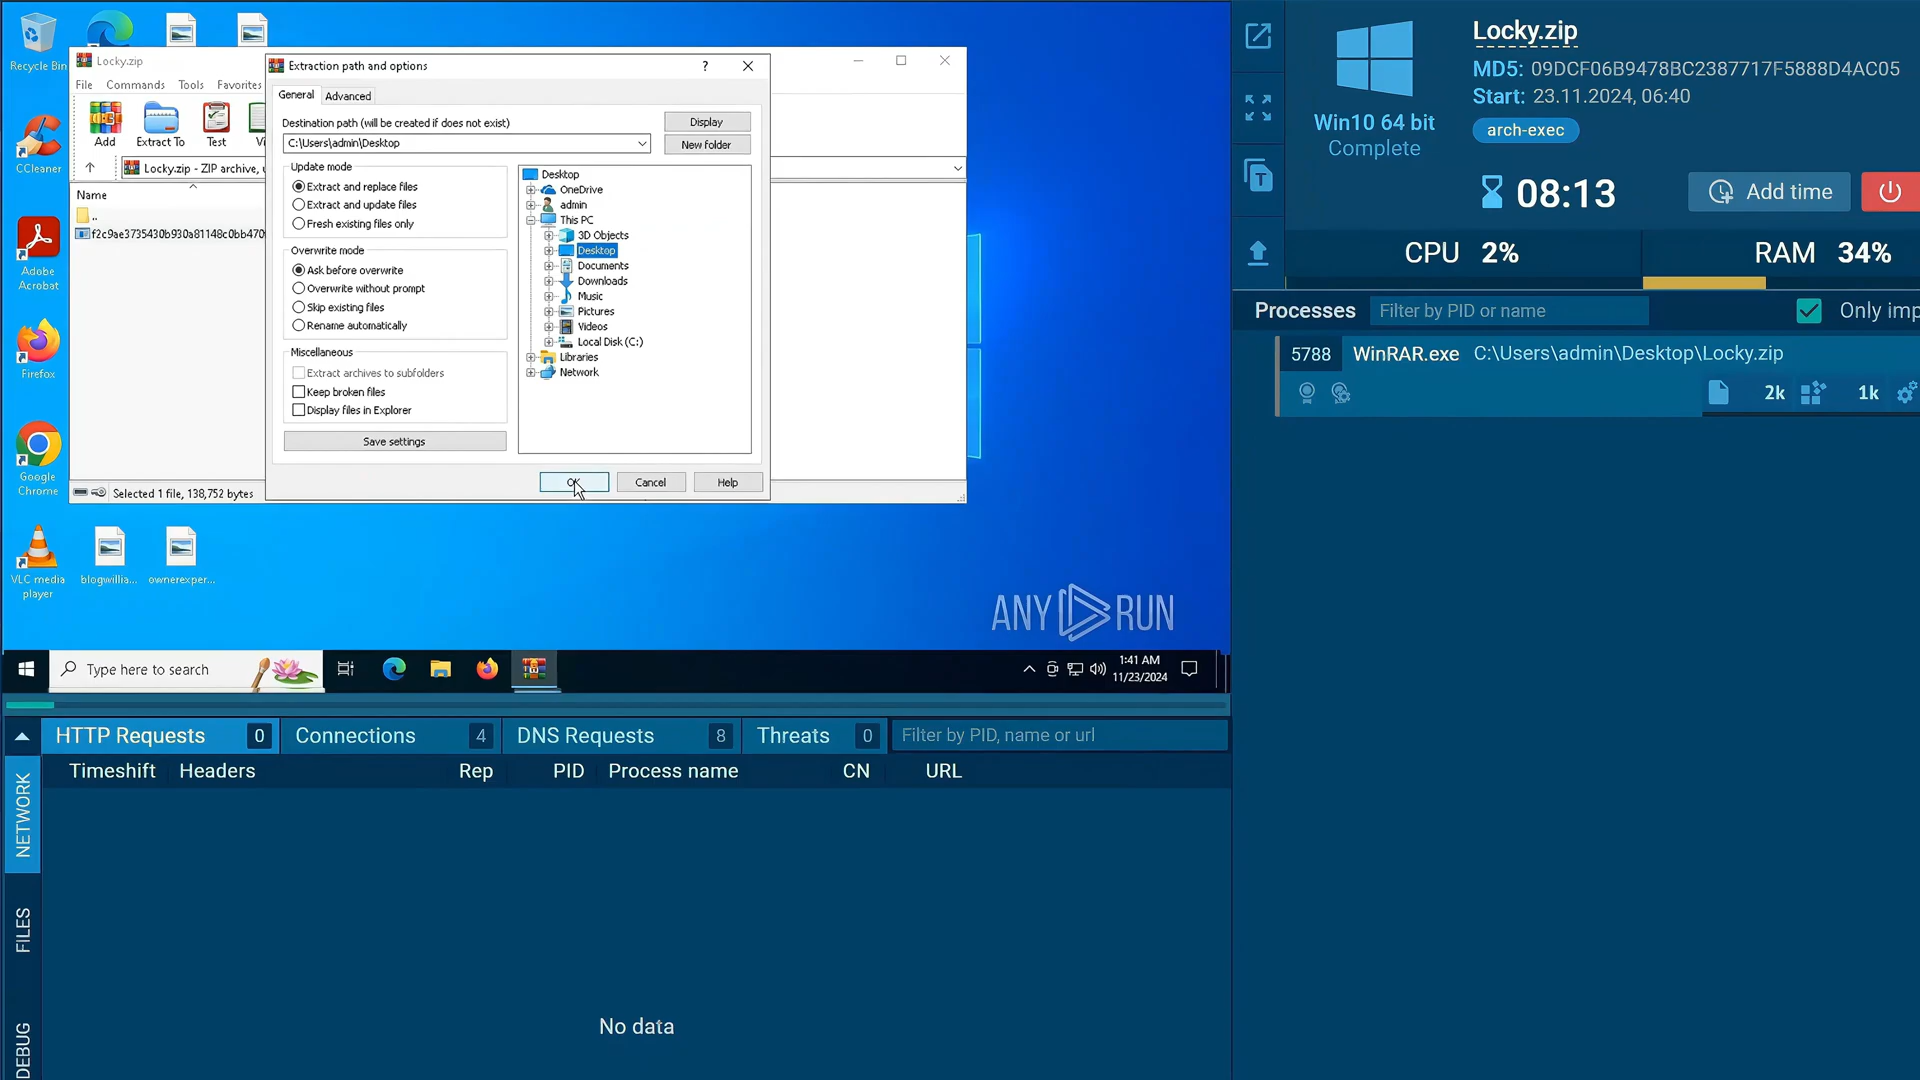 Recycle Bin
CCleaner
Adobe
Acrobat
Firefox
Google
Chrome
VLC media
player
blogwillia...
ownerexper...
Locky.zip
File Commands Tools Favorites
Add Extract To Test Vi
Locky.zip - ZIP archive, u
Name
..
f2c9ae3735430b930a81148c0bb470
Selected 1 file, 138,752 bytes
Extraction path and options
?
General Advanced
Destination path (will be created if does not exist)
C:\Users\admin\Desktop
Display
New folder
Update mode
Extract and replace files
Extract and update files
Fresh existing files only
Overwrite mode
Ask before overwrite
Overwrite without prompt
Skip existing files
Rename automatically
Miscellaneous
Extract archives to subfolders
Keep broken files
Display files in Explorer
Save settings
Desktop
OneDrive
admin
This PC
3D Objects
Desktop
Documents
Downloads
Music
Pictures
Videos
Local Disk (C:)
Libraries
Network
OK Cancel Help
ANY RUN
Type here to search
1:41 AM
11/23/2024
Win10 64 bit
Complete
Locky.zip
MD5: 09DCF06B9478BC2387717F5888D4AC05
Start: 23.11.2024, 06:40
arch-exec
08:13
Add time
CPU 2% RAM 34%
Processes Filter by PID or name Only imp
5788 WinRAR.exe C:\Users\admin\Desktop\Locky.zip
2k 1k
HTTP Requests 0 Connections 4 DNS Requests 8 Threats 0 Filter by PID, name or url
Timeshift Headers Rep PID Process name CN URL
No data
NETWORK
FILES
DEBUG